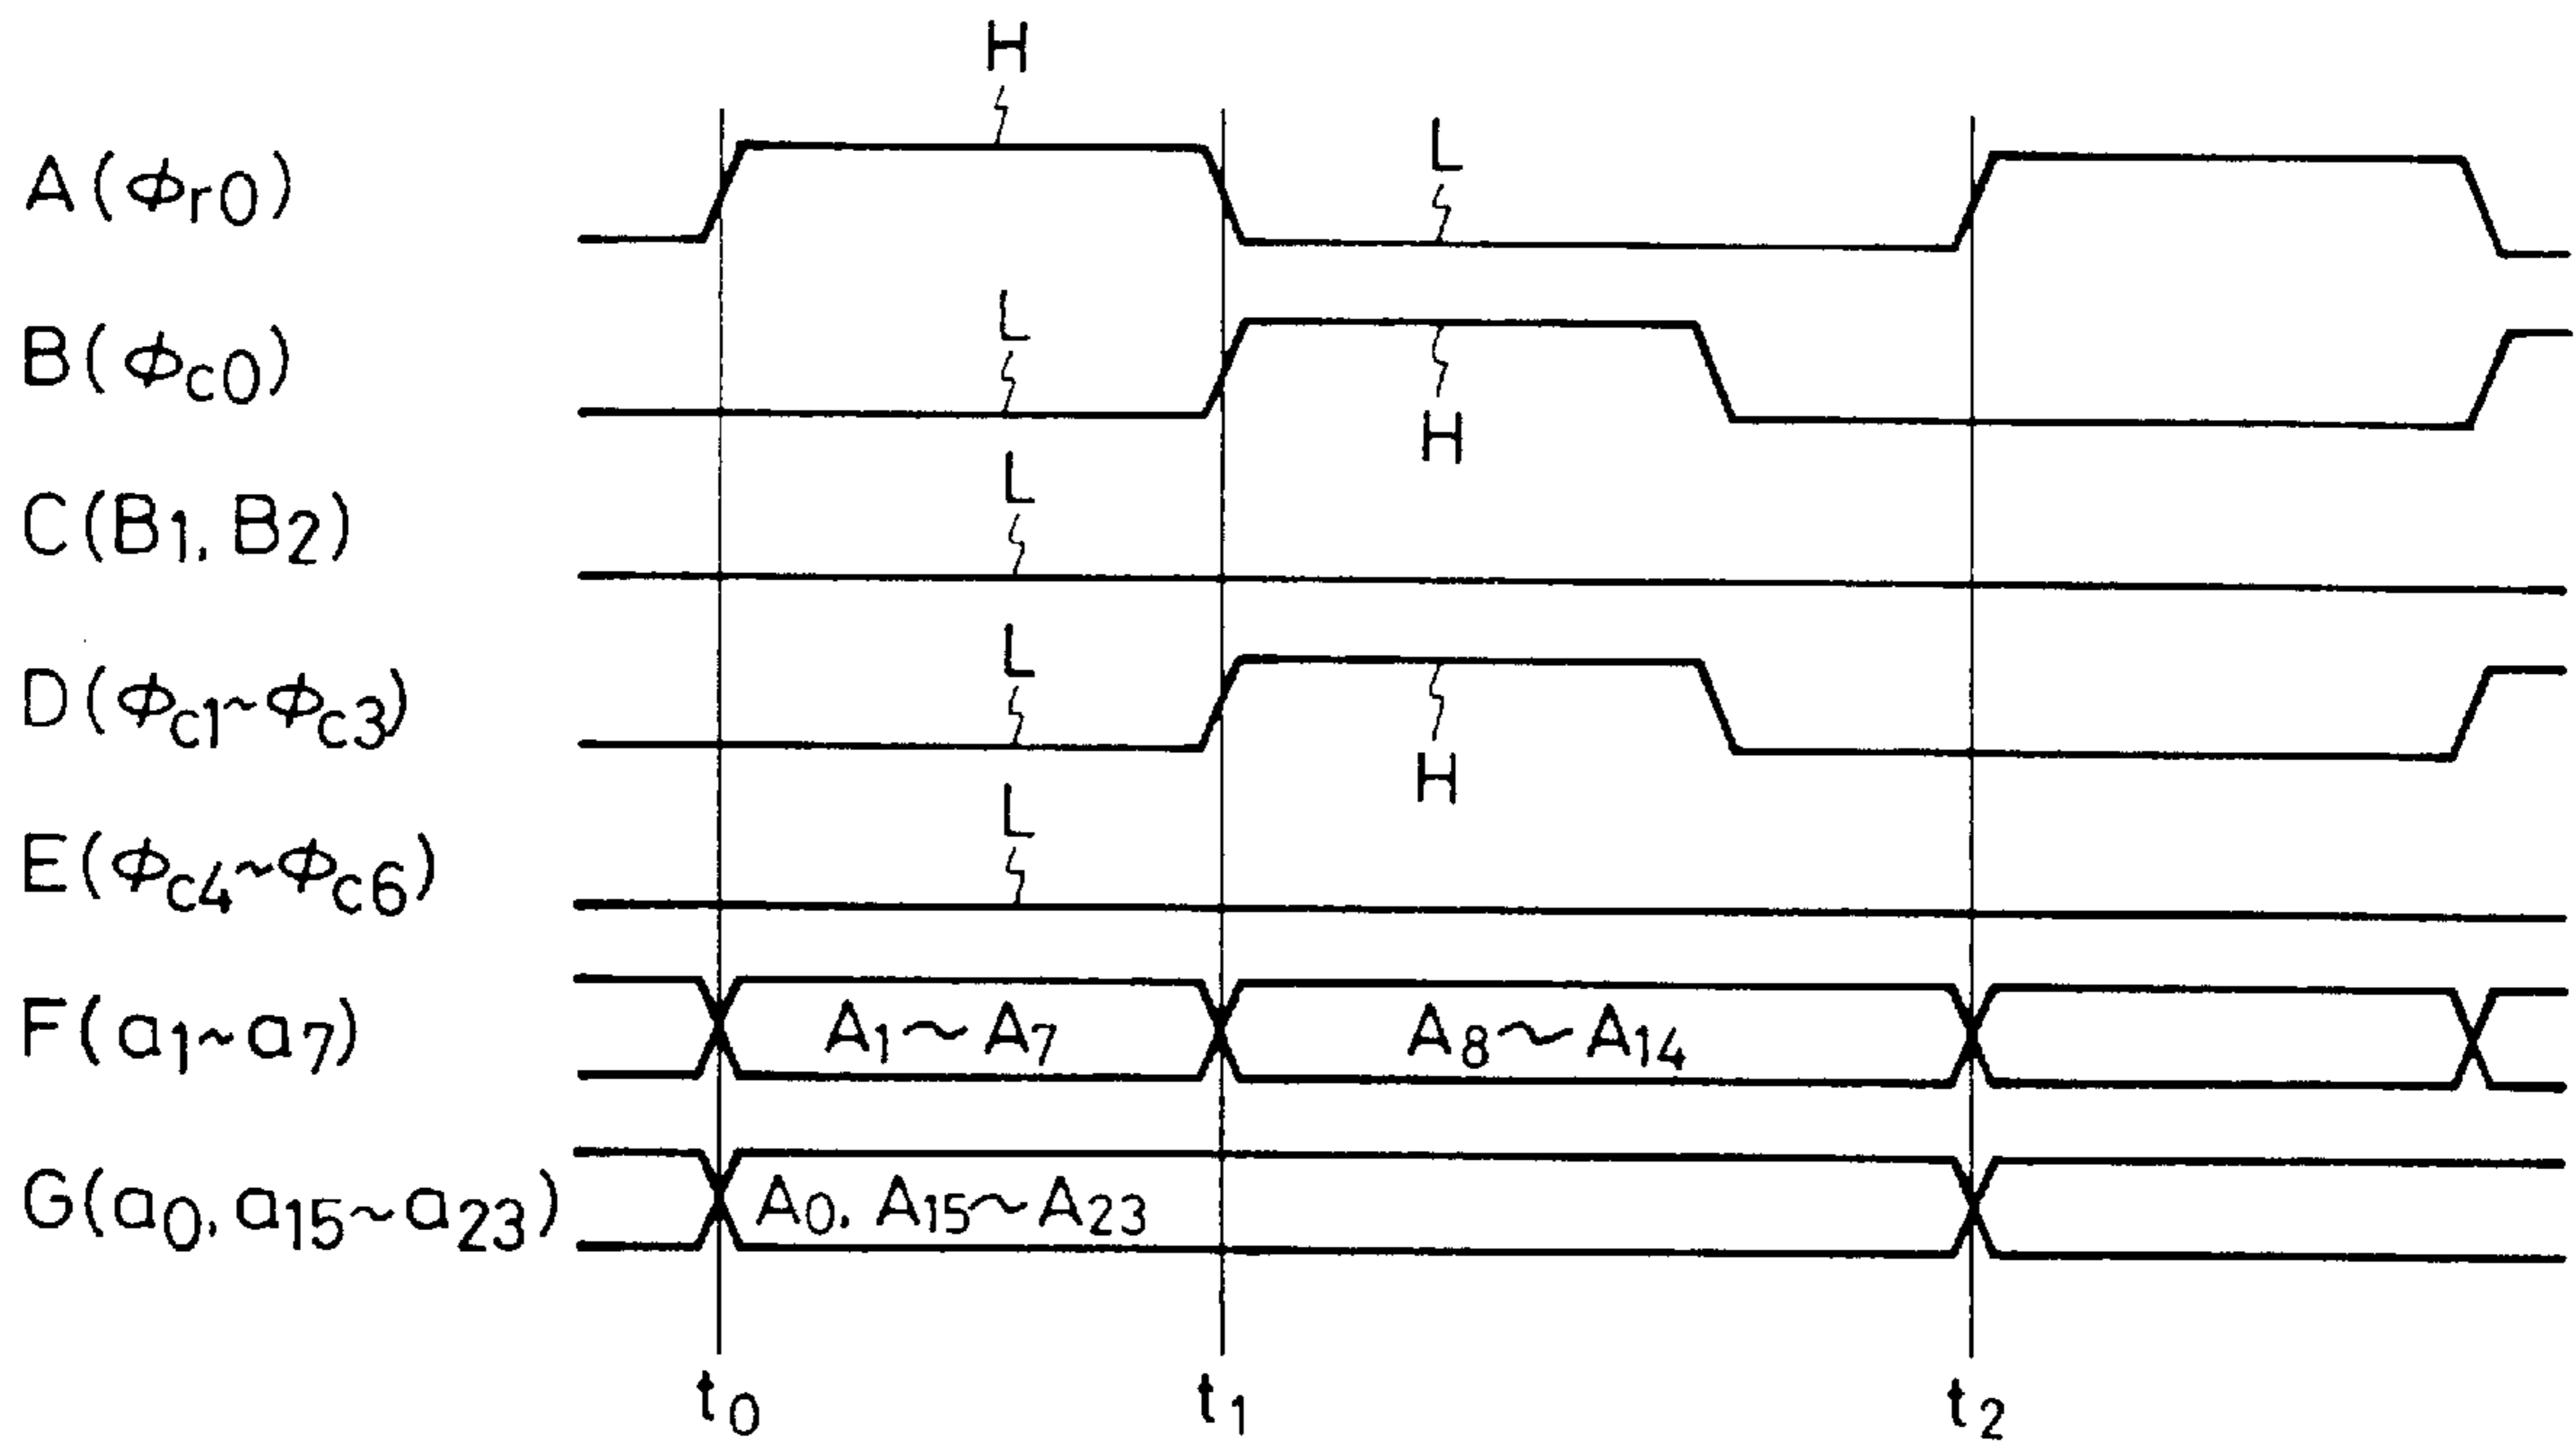 H
A(ϕr0)
L
B(ϕc0)
L
H
C(B1, B2)
L
D(ϕc1~ϕc3)
L
H
E(ϕc4~ϕc6)
L
F(a1~a7)
A1~A7
A8~A14
G(a0, a15~a23)
A0, A15~A23
t0
t1
t2